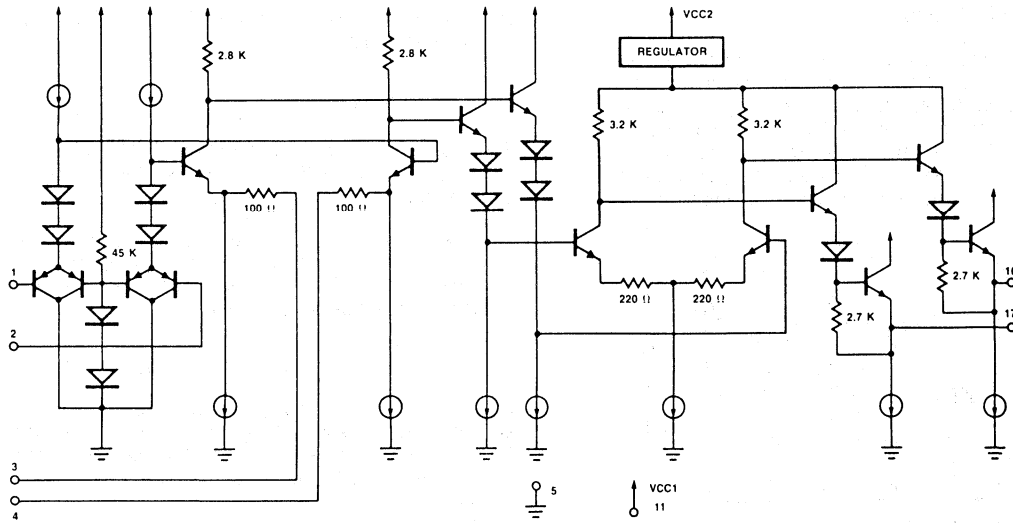 VCC2
REGULATOR
2.8 K
2.8 K
3.2 K
3.2 K
100 Ω
100 Ω
45 K
1
2
220 Ω
220 Ω
2.7 K
2.7 K
16
17
3
4
5
VCC1
11